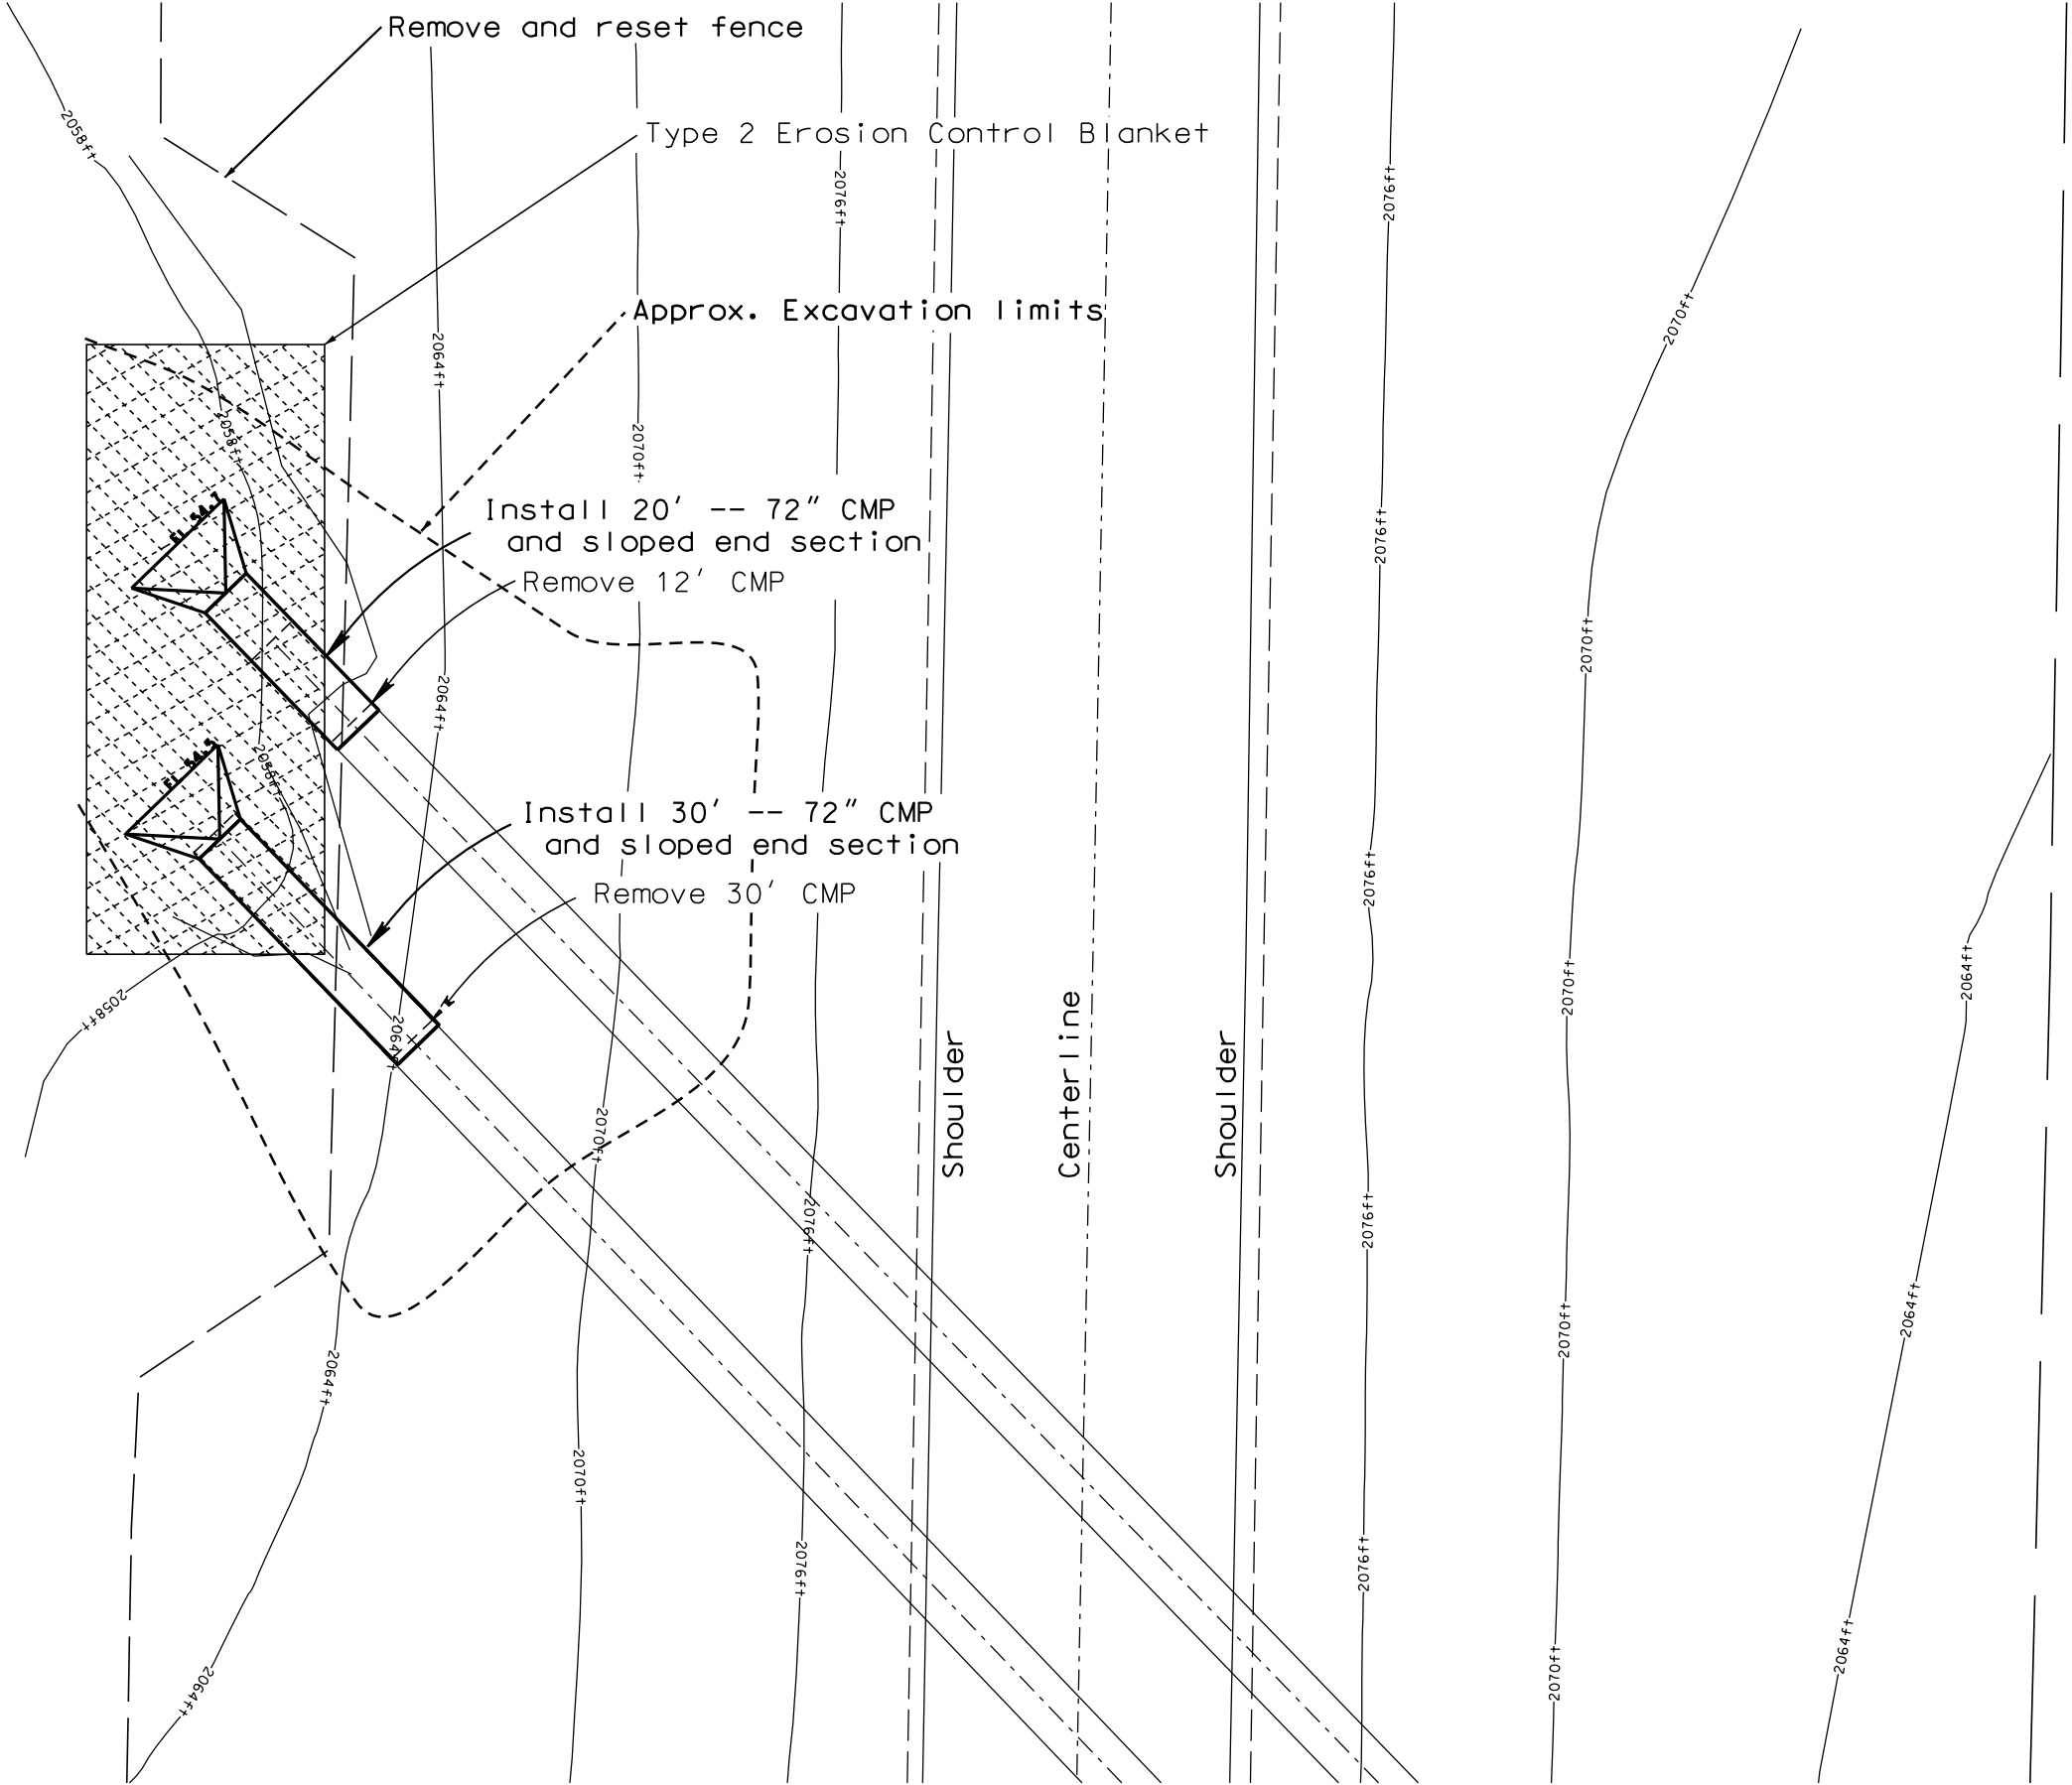 Remove and reset fence
Type 2 Erosion Control Blanket
2058ft
2076ft
2076ft
Approx. Excavation limits
2070ft
2064ft
2058ft
2070ft
Install 20' -- 72" CMP
and sloped end section
Remove 12' CMP
2076ft
2070ft
2064ft
2058ft
Install 30' -- 72" CMP
and sloped end section
Remove 30' CMP
2076ft
2064ft
2070ft
2058ft
2064ft
Shoulder
Centerline
Shoulder
2070ft
2076ft
2076ft
2064ft
2070ft
2064ft
2070ft
2076ft
2076ft
2064ft
2070ft
2064ft